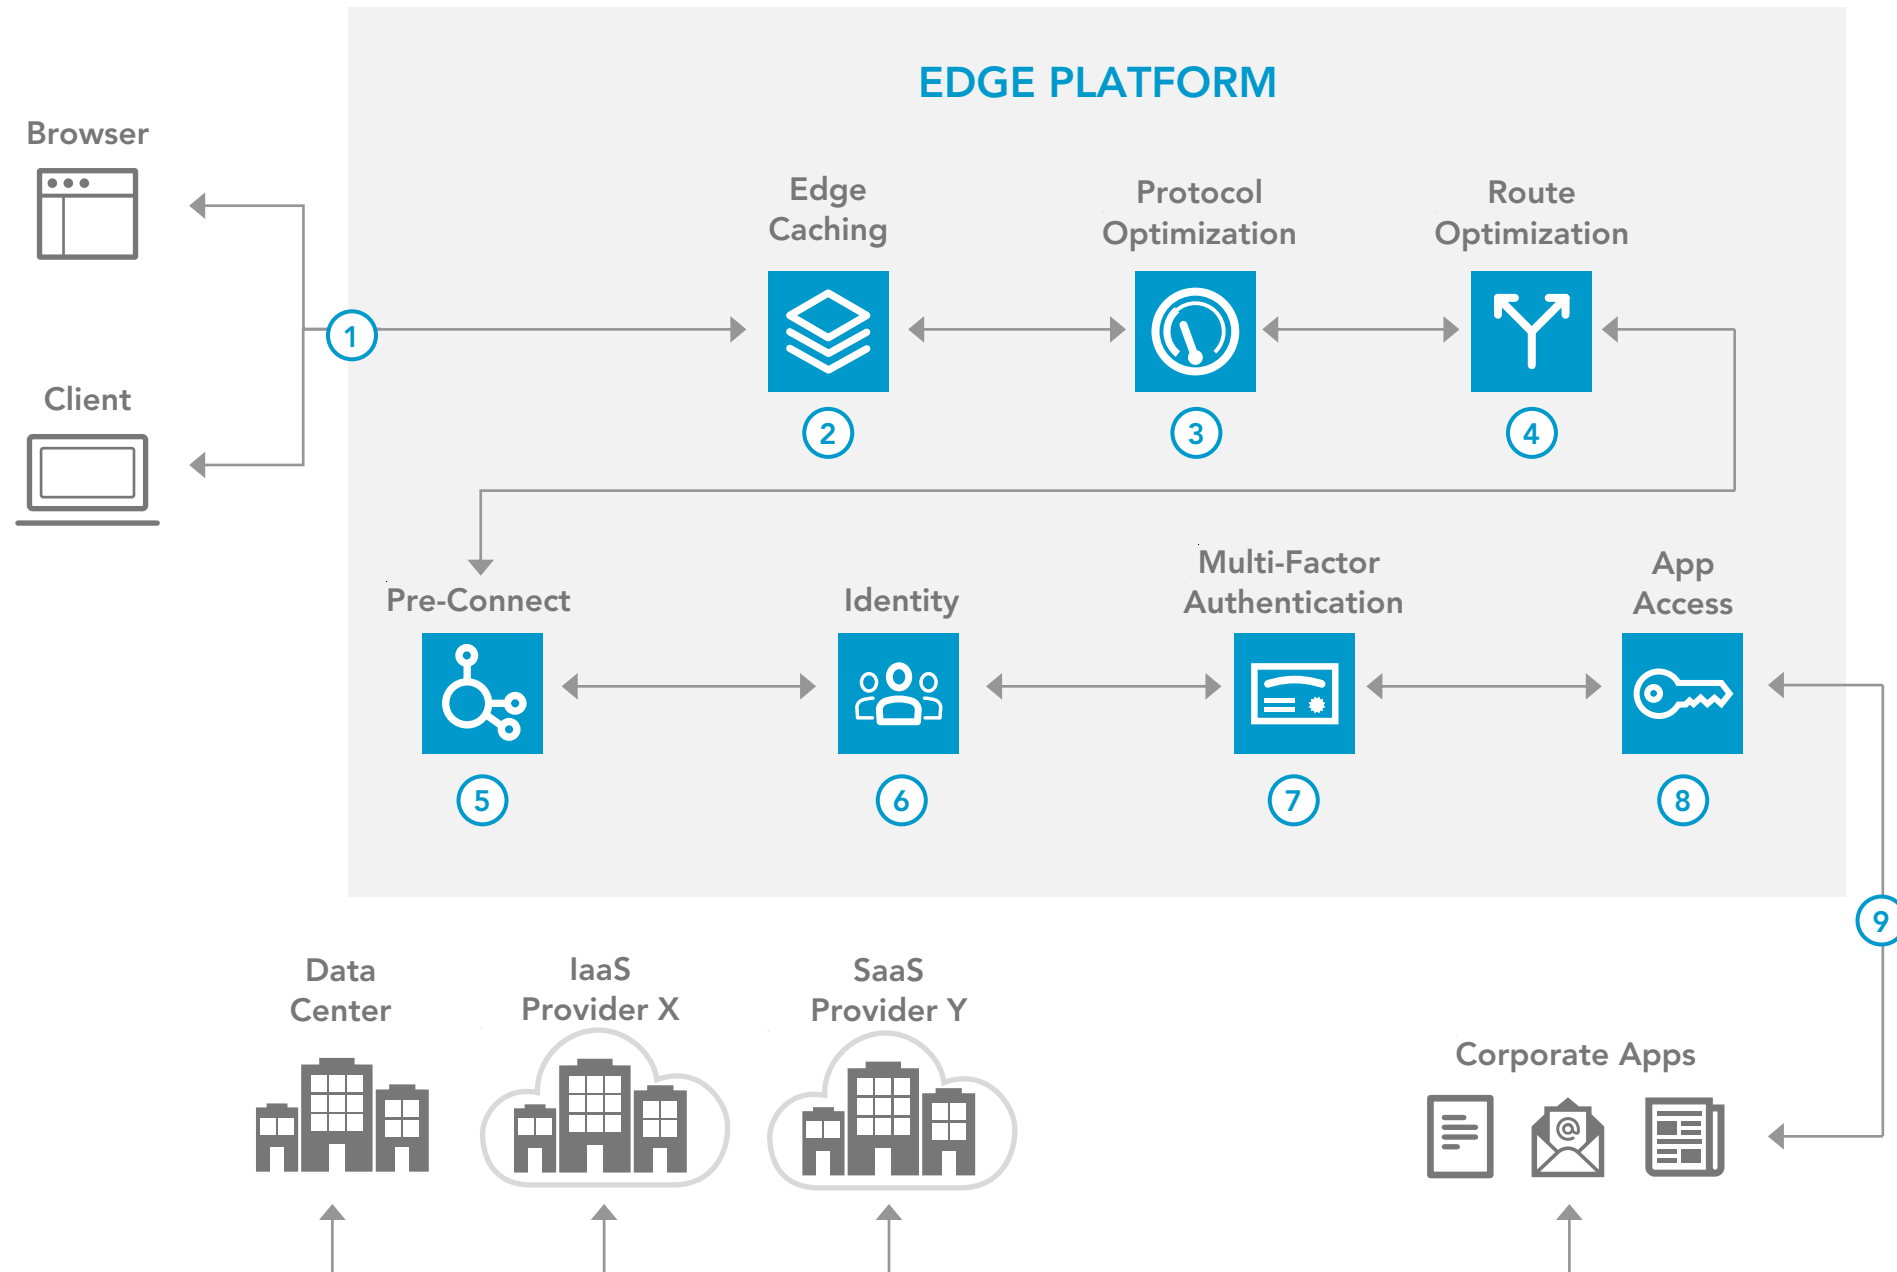 EDGE PLATFORM
Browser
Edge
Caching
Protocol
Optimization
Route
Optimization
1
Client
2
3
4
Pre-Connect
Identity
Multi-Factor
Authentication
App
Access
5
6
7
8
9
Data
Center
IaaS
Provider X
SaaS
Provider Y
Corporate Apps
@